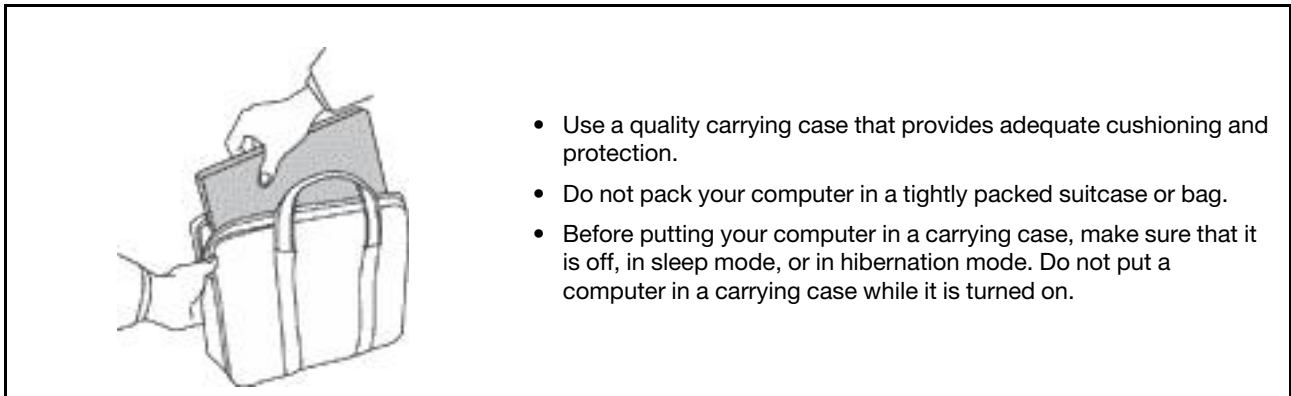 • Use a quality carrying case that provides adequate cushioning and
protection.
• Do not pack your computer in a tightly packed suitcase or bag.
• Before putting your computer in a carrying case, make sure that it
is off, in sleep mode, or in hibernation mode. Do not put a
computer in a carrying case while it is turned on.